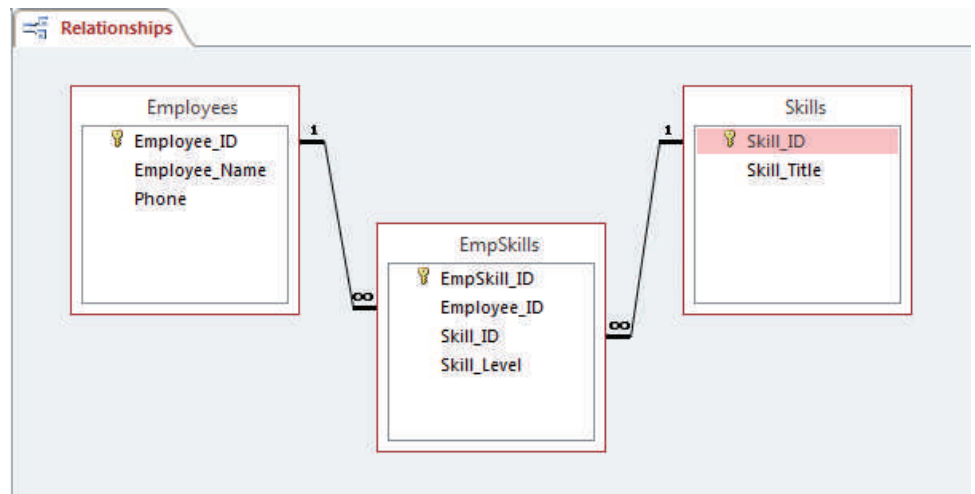 Relationships
Employees
Employee_ID
Employee_Name
Phone
1
∞
EmpSkills
EmpSkill_ID
Employee_ID
Skill_ID
Skill_Level
∞
1
Skills
Skill_ID
Skill_Title